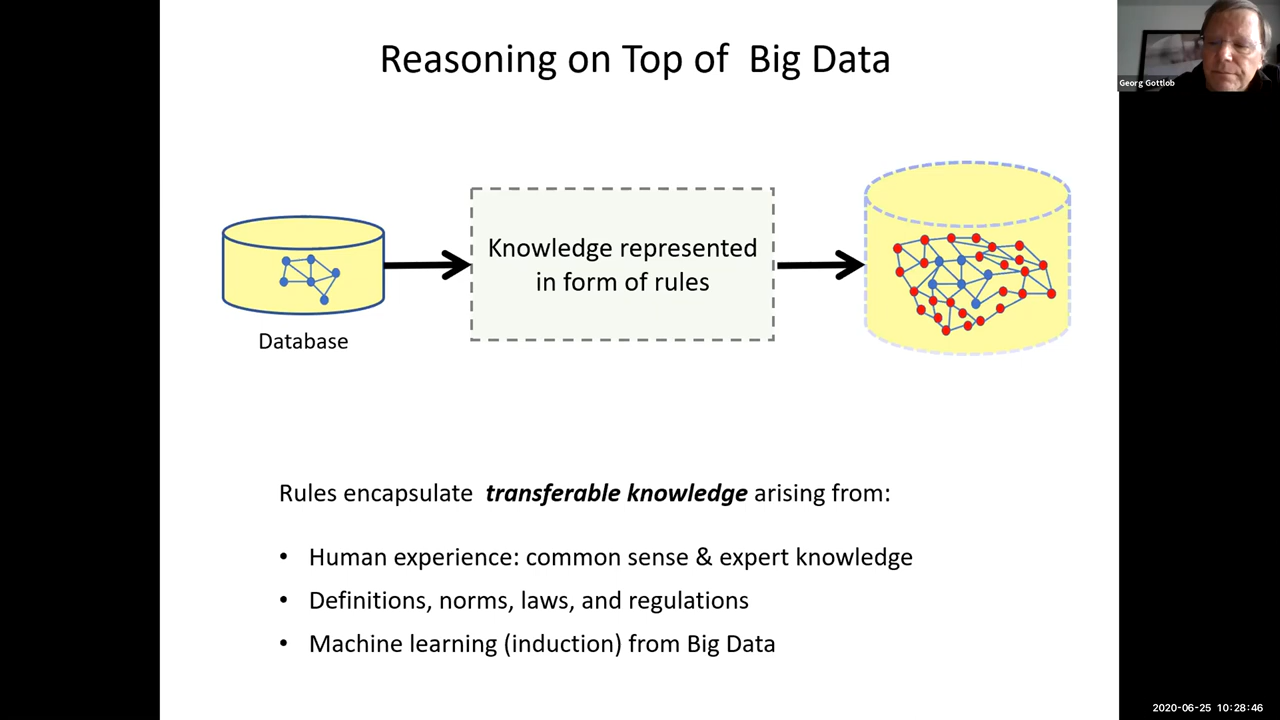 Reasoning on Top of  Big Data
Georg Gottlob
Knowledge represented
in form of rules
Database
Rules encapsulate  transferable knowledge arising from:
• Human experience: common sense & expert knowledge
• Definitions, norms, laws, and regulations
• Machine learning (induction) from Big Data
2020-06-25 10:28:46